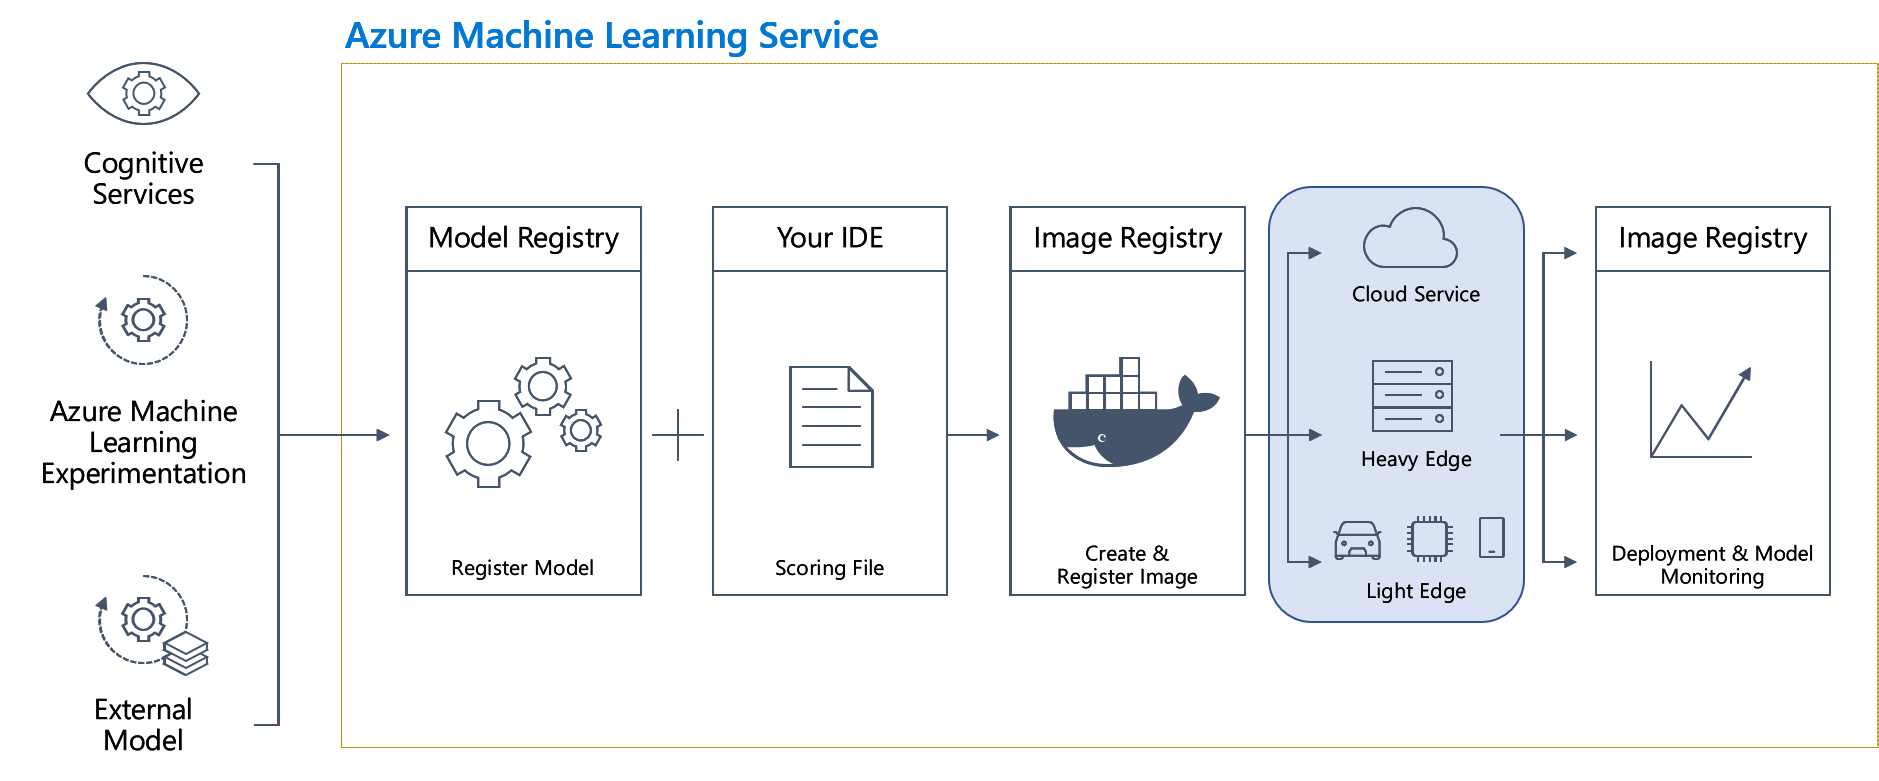 Azure Machine Learning Service
Cognitive
Services
Azure Machine
Learning
Experimentation
External
Model
Model Registry
Register Model
Your IDE
Scoring File
Image Registry
Create &
Register Image
Cloud Service
Heavy Edge
Light Edge
Image Registry
Deployment & Model
Monitoring